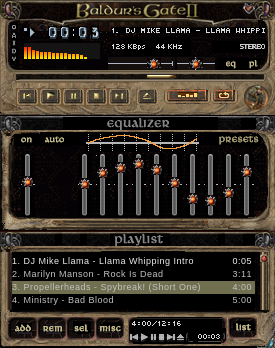 Baldur's Gate II
O
A
I
D
V
00:03
1. DJ MIKE LLAMA - LLAMA WHIPPI
128 KBps 44 KHz STEREO
eq pl
EQUALIZER
on auto PRESETS
playlist
1. DJ Mike Llama - Llama Whipping Intro 0:05
2. Marilyn Manson - Rock Is Dead 3:11
3. Propellerheads - Spybreak! (Short One) 4:00
4. Ministry - Bad Blood 5:00
add rem sel misc 4:00/12:16 list
00:03